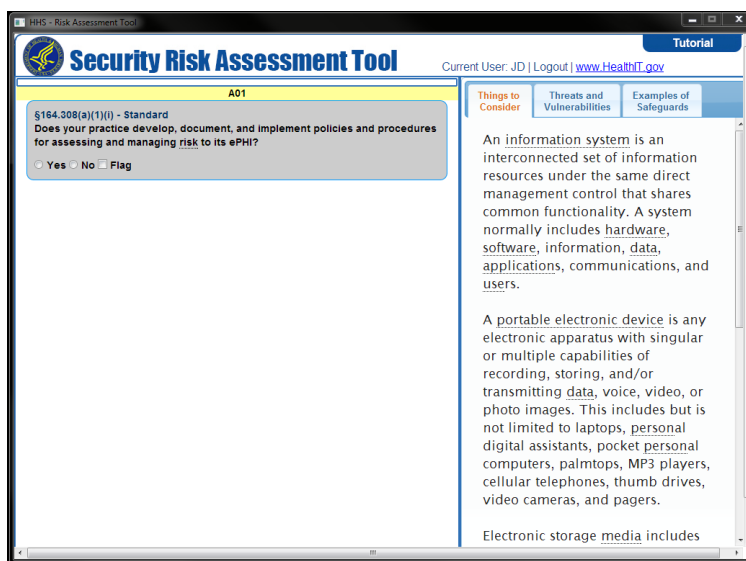 HHS - Risk Assessment Tool
Tutorial
Security Risk Assessment Tool
Current User: JD | Logout | www.HealthIT.gov
A01
§164.308(a)(1)(i) - Standard
Does your practice develop, document, and implement policies and procedures
for assessing and managing risk to its ePHI?
Yes No Flag
Things to
Consider
Threats and
Vulnerabilities
Examples of
Safeguards
An information system is an
interconnected set of information
resources under the same direct
management control that shares
common functionality. A system
normally includes hardware,
software, information, data,
applications, communications, and
users.
A portable electronic device is any
electronic apparatus with singular
or multiple capabilities of
recording, storing, and/or
transmitting data, voice, video, or
photo images. This includes but is
not limited to laptops, personal
digital assistants, pocket personal
computers, palmtops, MP3 players,
cellular telephones, thumb drives,
video cameras, and pagers.
Electronic storage media includes